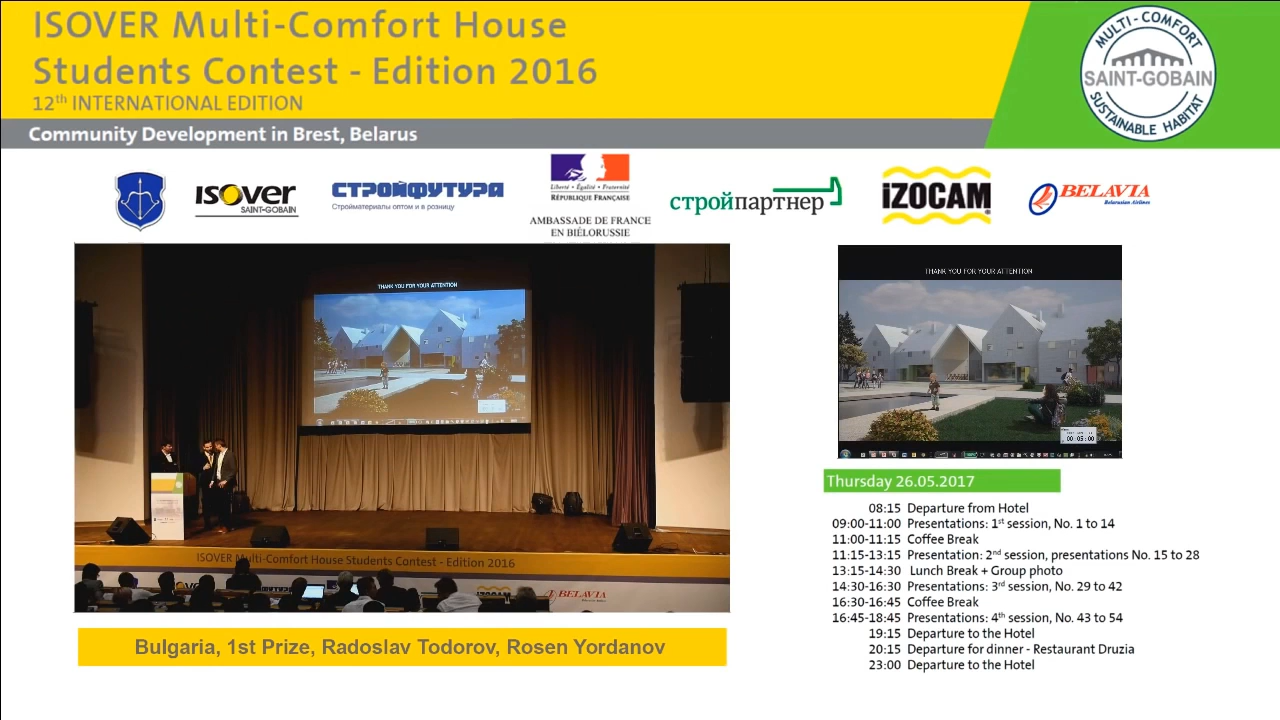 ISOVER Multi-Comfort House
Students Contest - Edition 2016
12th INTERNATIONAL EDITION
Community Development in Brest, Belarus
MULTI-COMFORT
SAINT-GOBAIN
SUSTAINABLE HABITAT
isover
SAINT-GOBAIN
СТРОЙФУТУРА
Стройматериалы оптом и в розницу
Liberté • Égalité • Fraternité
RÉPUBLIQUE FRANÇAISE
AMBASSADE DE FRANCE
EN BIÉLORUSSIE
стройпартнер
iZOCAM®
BELAVIA
Belarusian Airlines
THANK YOU FOR YOUR ATTENTION
ISOVER Multi-Comfort House Students Contest - Edition 2016
BELAVIA
Bulgaria, 1st Prize, Radoslav Todorov, Rosen Yordanov
THANK YOU FOR YOUR ATTENTION
00:05:00
Thursday 26.05.2017
08:15 Departure from Hotel
09:00-11:00 Presentations: 1st session, No. 1 to 14
11:00-11:15 Coffee Break
11:15-13:15 Presentation: 2nd session, presentations No. 15 to 28
13:15-14:30 Lunch Break + Group photo
14:30-16:30 Presentations: 3rd session, No. 29 to 42
16:30-16:45 Coffee Break
16:45-18:45 Presentations: 4th session, No. 43 to 54
19:15 Departure to the Hotel
20:15 Departure for dinner - Restaurant Druzia
23:00 Departure to the Hotel